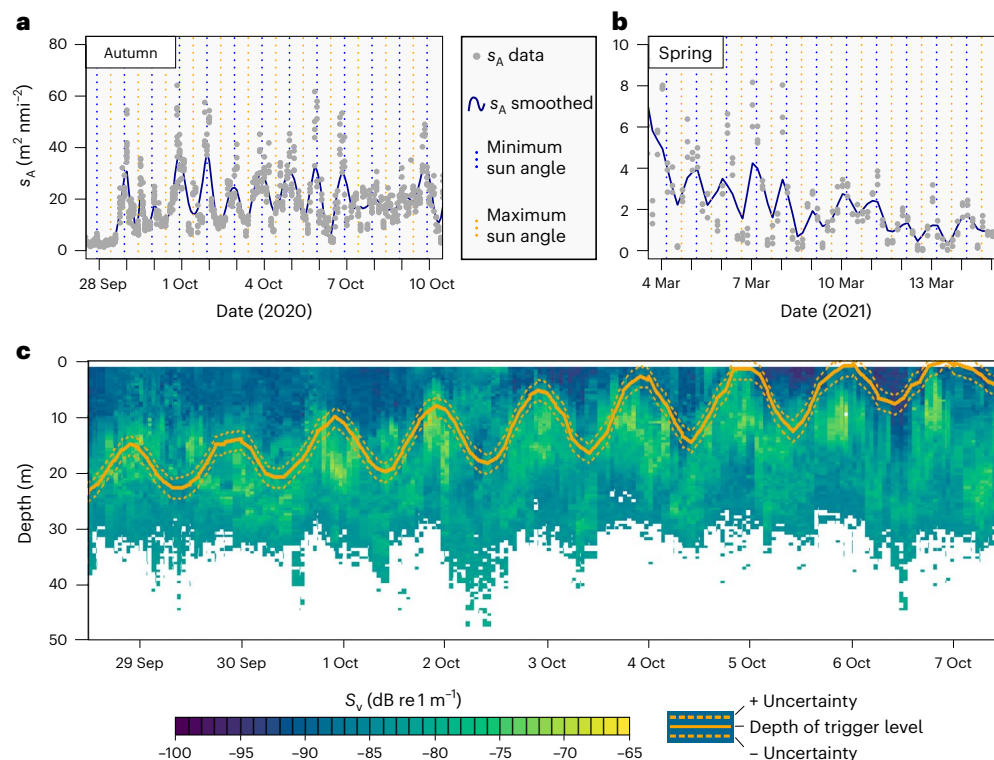 a
Autumn
80
60
40
20
0
s_A (m² nmi⁻²)
28 Sep 1 Oct 4 Oct 7 Oct 10 Oct
Date (2020)
s_A data
s_A smoothed
Minimum
sun angle
Maximum
sun angle
b
Spring
10
8
6
4
2
0
4 Mar 7 Mar 10 Mar 13 Mar
Date (2021)
c
0
10
20
30
40
50
Depth (m)
29 Sep 30 Sep 1 Oct 2 Oct 3 Oct 4 Oct 5 Oct 6 Oct 7 Oct
S_v (dB re 1 m⁻¹)
–100 –95 –90 –85 –80 –75 –70 –65
+ Uncertainty
Depth of trigger level
– Uncertainty